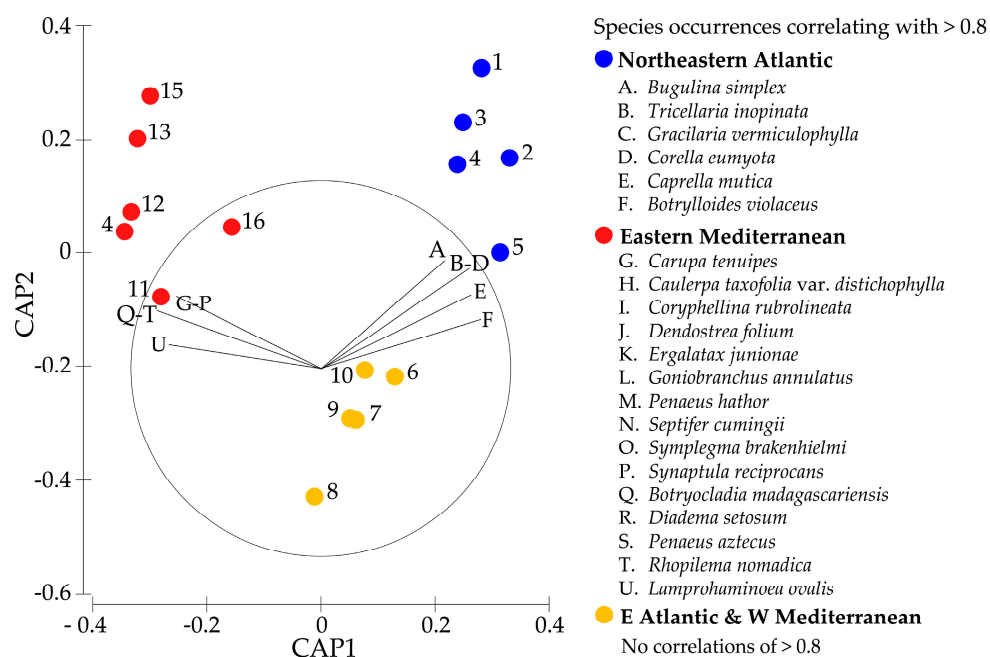 0.4
0.2
0
-0.2
-0.4
-0.6
CAP2
- 0.4
-0.2
0
0.2
0.4
CAP1
1
2
3
4
5
6
7
8
9
10
11
12
13
4
15
16
A
B-D
E
F
G-P
Q-T
U
Species occurrences correlating with > 0.8
Northeastern Atlantic
A. Bugulina simplex
B. Tricellaria inopinata
C. Gracilaria vermiculophylla
D. Corella eumyota
E. Caprella mutica
F. Botrylloides violaceus
Eastern Mediterranean
G. Carupa tenuipes
H. Caulerpa taxofolia var. distichophylla
I. Coryphellina rubrolineata
J. Dendostrea folium
K. Ergalatax junionae
L. Goniobranchus annulatus
M. Penaeus hathor
N. Septifer cumingii
O. Symplegma brakenhielmi
P. Synaptula reciprocans
Q. Botryocladia madagascariensis
R. Diadema setosum
S. Penaeus aztecus
T. Rhopilema nomadica
U. Lamprohaminoea ovalis
E Atlantic & W Mediterranean
No correlations of > 0.8